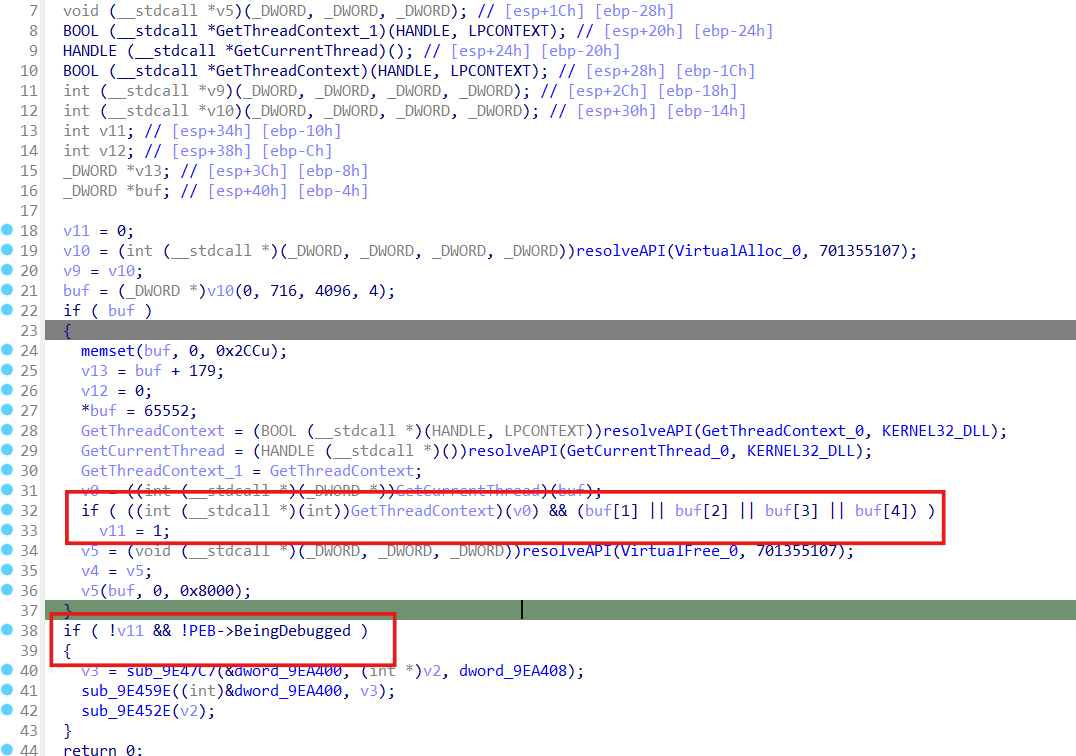 7 void (__stdcall *v5)(_DWORD, _DWORD, _DWORD); // [esp+1Ch] [ebp-28h]
8 BOOL (__stdcall *GetThreadContext_1)(HANDLE, LPCONTEXT); // [esp+20h] [ebp-24h]
9 HANDLE (__stdcall *GetCurrentThread)(); // [esp+24h] [ebp-20h]
10 BOOL (__stdcall *GetThreadContext)(HANDLE, LPCONTEXT); // [esp+28h] [ebp-1Ch]
11 int (__stdcall *v9)(_DWORD, _DWORD, _DWORD, _DWORD); // [esp+2Ch] [ebp-18h]
12 int (__stdcall *v10)(_DWORD, _DWORD, _DWORD, _DWORD); // [esp+30h] [ebp-14h]
13 int v11; // [esp+34h] [ebp-10h]
14 int v12; // [esp+38h] [ebp-Ch]
15 _DWORD *v13; // [esp+3Ch] [ebp-8h]
16 _DWORD *buf; // [esp+40h] [ebp-4h]
17
18 v11 = 0;
19 v10 = (int (__stdcall *)(_DWORD, _DWORD, _DWORD, _DWORD))resolveAPI(VirtualAlloc_0, 701355107);
20 v9 = v10;
21 buf = (_DWORD *)v10(0, 716, 4096, 4);
22 if ( buf )
23 {
24 memset(buf, 0, 0x2CCu);
25 v13 = buf + 179;
26 v12 = 0;
27 *buf = 65552;
28 GetThreadContext = (BOOL (__stdcall *)(HANDLE, LPCONTEXT))resolveAPI(GetThreadContext_0, KERNEL32_DLL);
29 GetCurrentThread = (HANDLE (__stdcall *)())resolveAPI(GetCurrentThread_0, KERNEL32_DLL);
30 GetThreadContext_1 = GetThreadContext;
31 v0 = ((int (__stdcall *)(_DWORD *))GetCurrentThread)(buf);
32 if ( ((int (__stdcall *)(int))GetThreadContext)(v0) && (buf[1] || buf[2] || buf[3] || buf[4]) )
33 v11 = 1;
34 v5 = (void (__stdcall *)(_DWORD, _DWORD, _DWORD))resolveAPI(VirtualFree_0, 701355107);
35 v4 = v5;
36 v5(buf, 0, 0x8000);
37 }
38 if ( !v11 && !PEB->BeingDebugged )
39 {
40 v3 = sub_9E47C7(&dword_9EA400, (int *)v2, dword_9EA408);
41 sub_9E459E((int)&dword_9EA400, v3);
42 sub_9E452E(v2);
43 }
44 return 0;